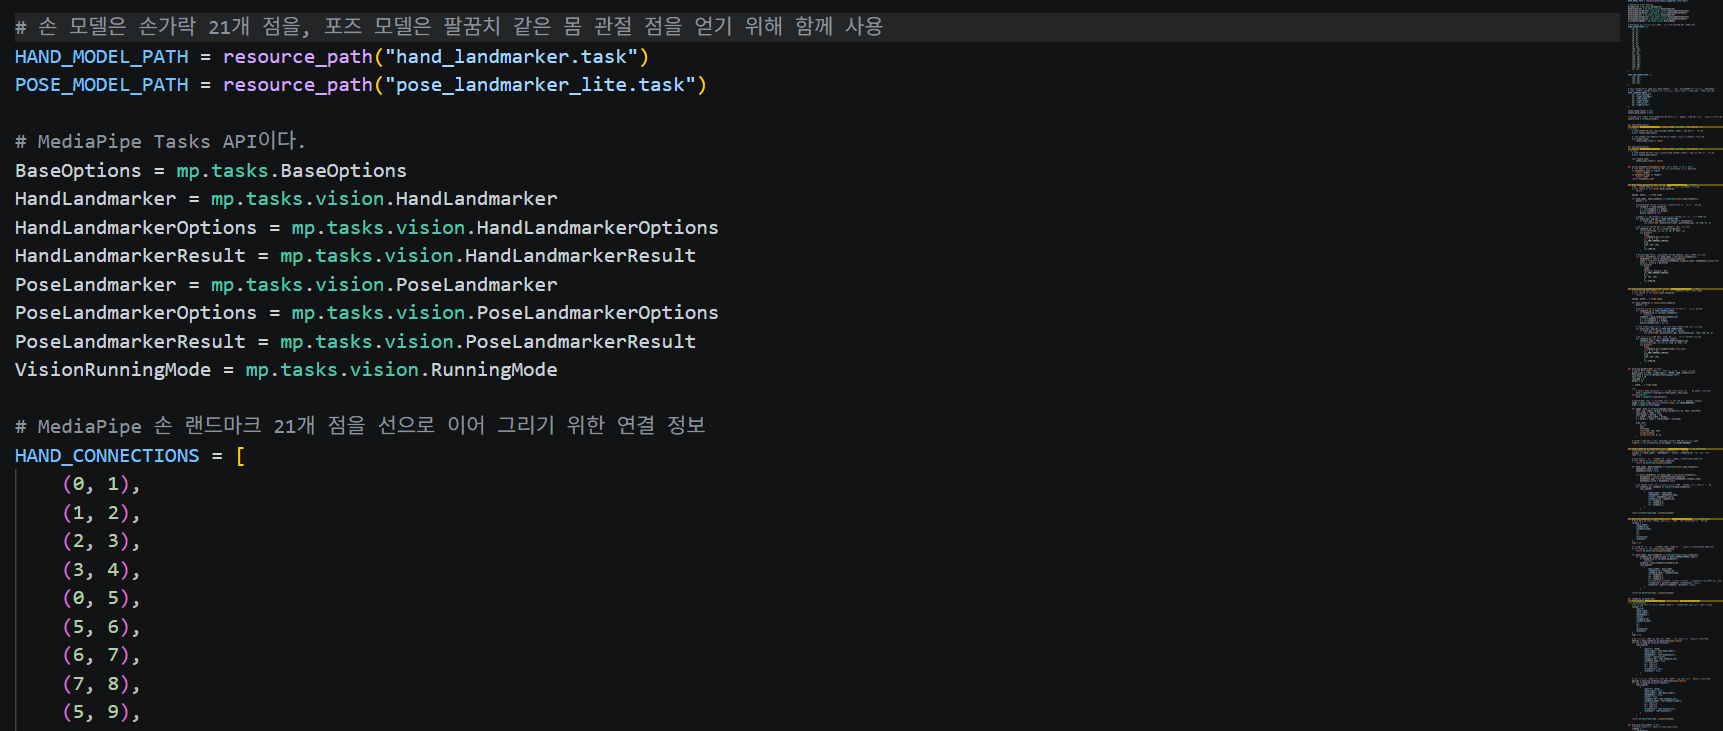 # 손 모델은 손가락 21개 점을, 포즈 모델은 팔꿈치 같은 몸 관절 점을 얻기 위해 함께 사용
HAND_MODEL_PATH = resource_path("hand_landmarker.task")
POSE_MODEL_PATH = resource_path("pose_landmarker_lite.task")
# MediaPipe Tasks API이다.
BaseOptions = mp.tasks.BaseOptions
HandLandmarker = mp.tasks.vision.HandLandmarker
HandLandmarkerOptions = mp.tasks.vision.HandLandmarkerOptions
HandLandmarkerResult = mp.tasks.vision.HandLandmarkerResult
PoseLandmarker = mp.tasks.vision.PoseLandmarker
PoseLandmarkerOptions = mp.tasks.vision.PoseLandmarkerOptions
PoseLandmarkerResult = mp.tasks.vision.PoseLandmarkerResult
VisionRunningMode = mp.tasks.vision.RunningMode
# MediaPipe 손 랜드마크 21개 점을 선으로 이어 그리기 위한 연결 정보
HAND_CONNECTIONS = [
    (0, 1),
    (1, 2),
    (2, 3),
    (3, 4),
    (0, 5),
    (5, 6),
    (6, 7),
    (7, 8),
    (5, 9),